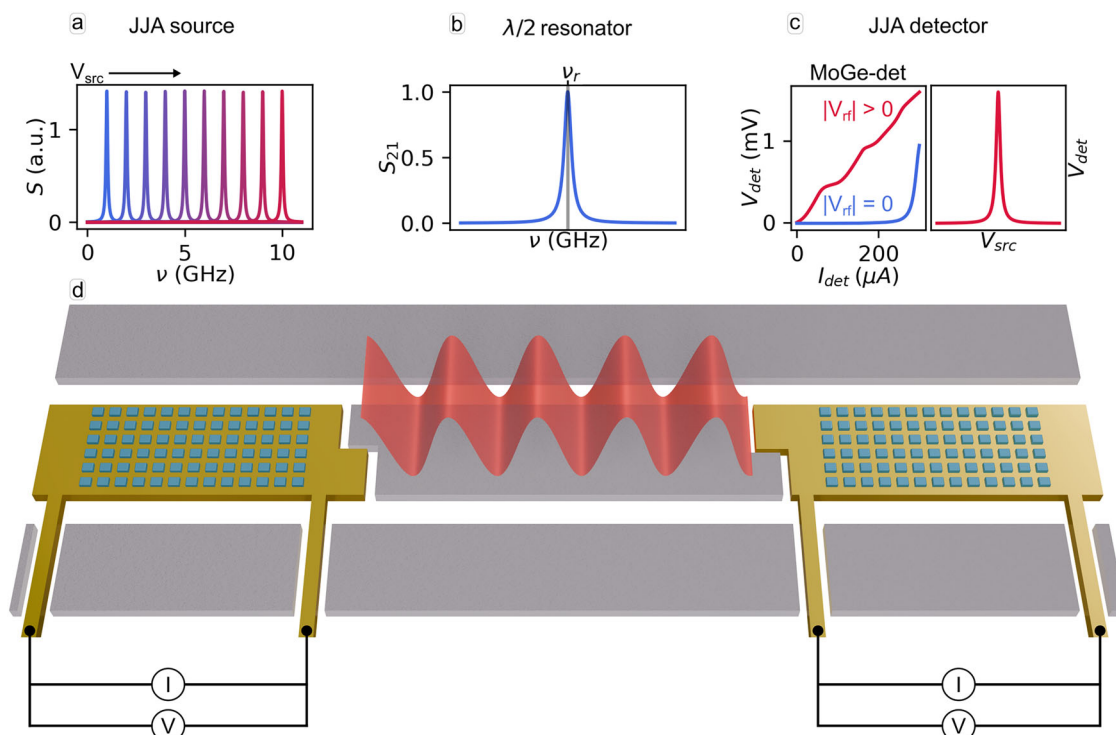 a JJA source
V_src
S (a.u.)
1
0
0 5 10
ν (GHz)
b λ/2 resonator
ν_r
S_21
1.0
0.5
0.0
ν (GHz)
c JJA detector
MoGe-det
|V_rf| > 0
|V_rf| = 0
V_det (mV)
1
0
0 200
I_det (μA)
V_det
V_src
d
I
V
I
V